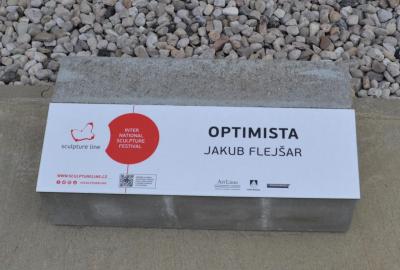 sculpture line
INTER
NATIONAL
SCULPTURE
FESTIVAL
OPTIMISTA
JAKUB FLEJŠAR
WWW.SCULPTURELINE.CZ